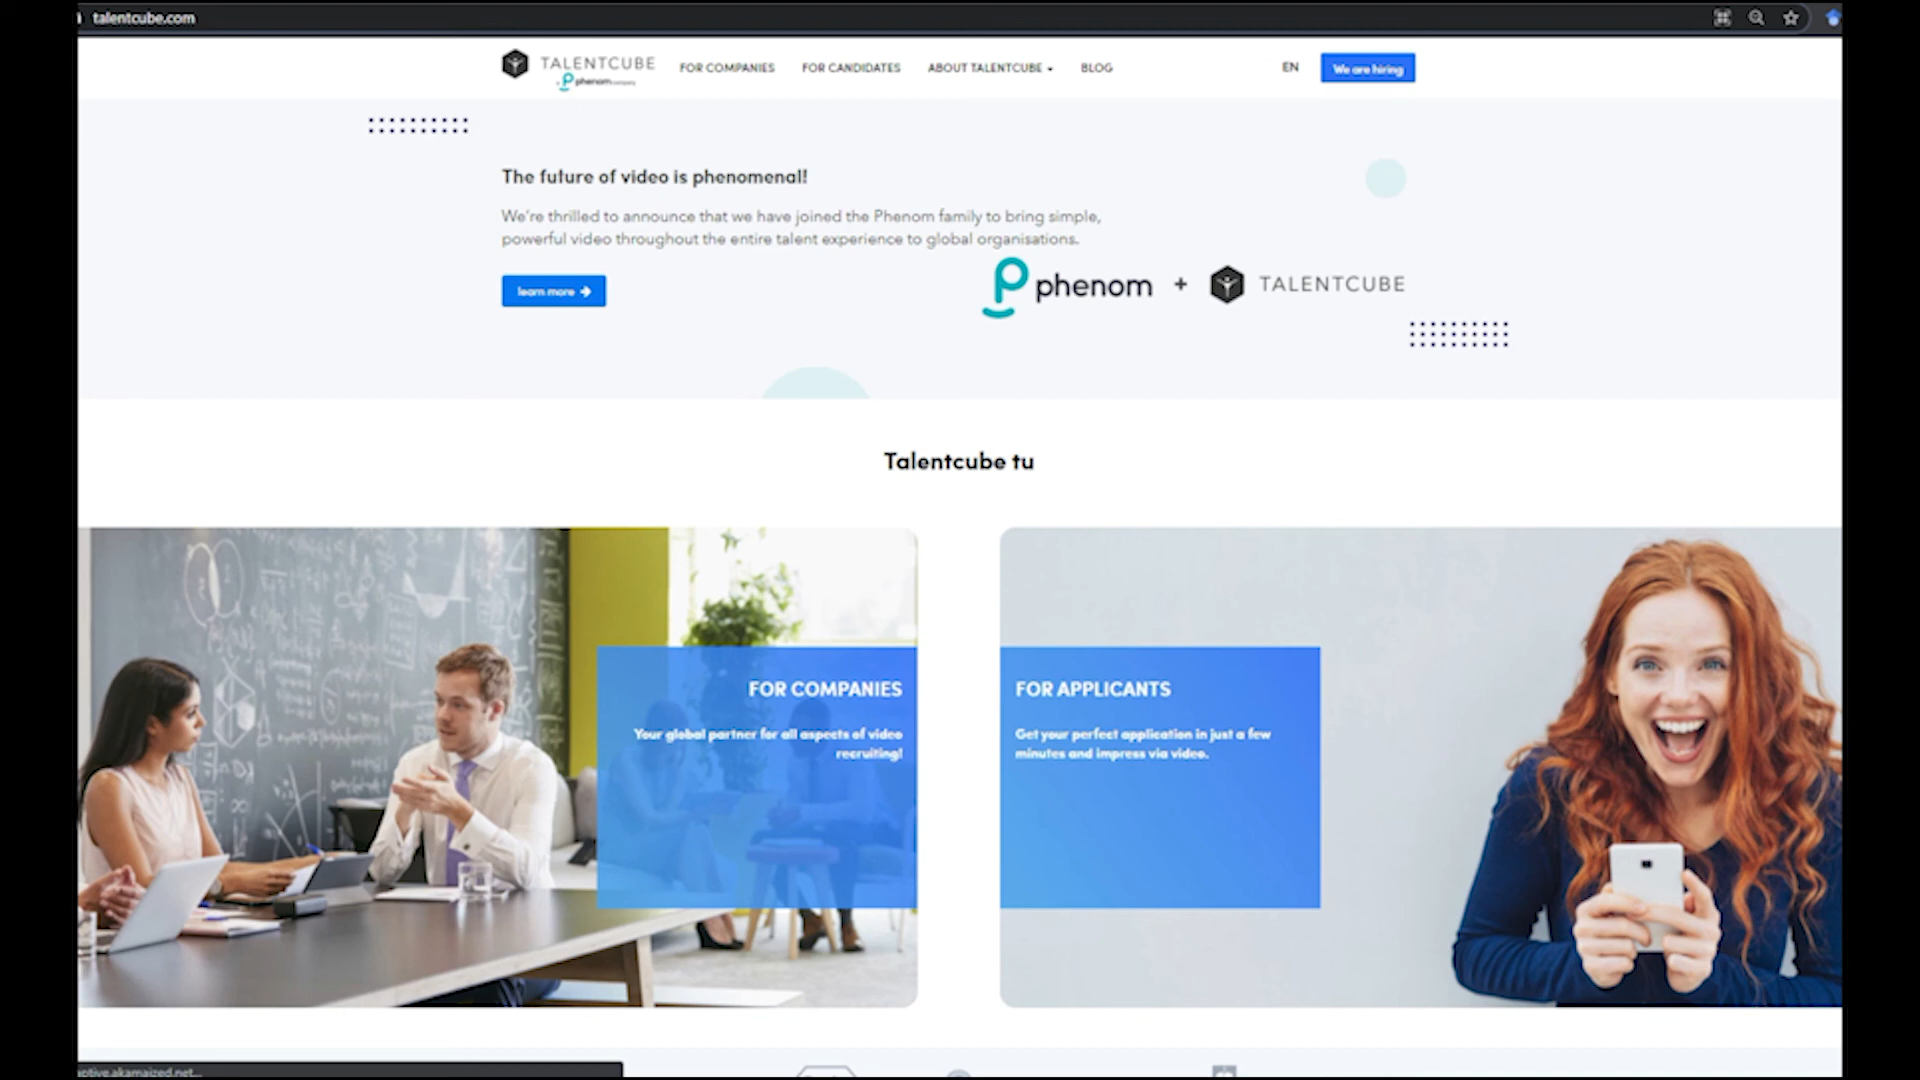 talentcube.com
TALENTCUBE
a phenom company
FOR COMPANIES
FOR CANDIDATES
ABOUT TALENTCUBE
BLOG
EN
We are hiring
The future of video is phenomenal!
We're thrilled to announce that we have joined the Phenom family to bring simple,
powerful video throughout the entire talent experience to global organisations.
learn more
phenom + TALENTCUBE
Talentcube tu
FOR COMPANIES
Your global partner for all aspects of video
recruiting!
FOR APPLICANTS
Get your perfect application in just a few
minutes and impress via video.
aptive.akamaized.net...